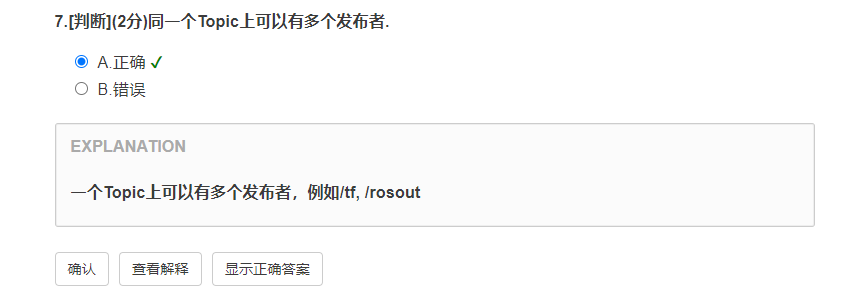 7.[判断](2分)同一个Topic上可以有多个发布者.
A.正确 ✓
B.错误
EXPLANATION
一个Topic上可以有多个发布者，例如/tf, /rosout
确认 查看解释 显示正确答案